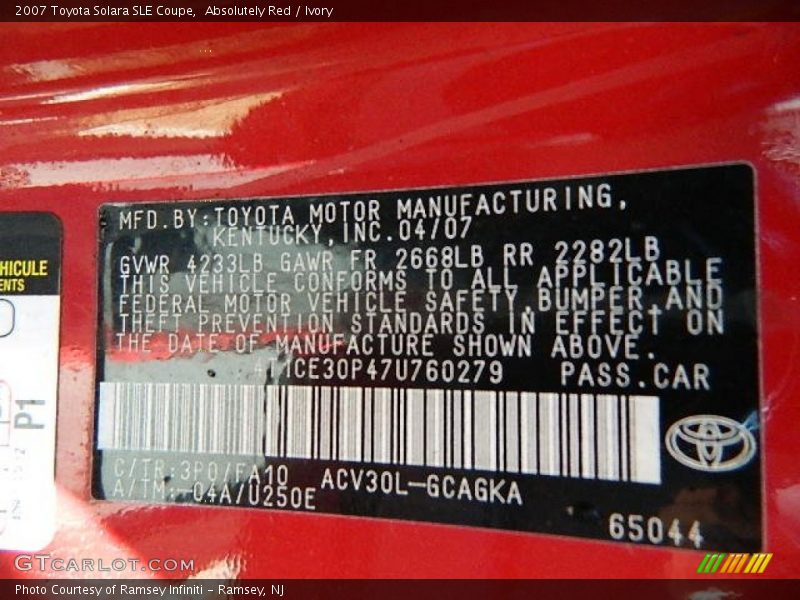 2007 Toyota Solara SLE Coupe,  Absolutely Red / Ivory
MFD.BY:TOYOTA MOTOR MANUFACTURING,
KENTUCKY,INC.04/07
GVWR 4233LB GAWR FR 2668LB RR 2282LB
THIS VEHICLE CONFORMS TO ALL APPLICABLE
FEDERAL MOTOR VEHICLE SAFETY,BUMPER,AND
THEFT PREVENTION STANDARDS IN EFFECT ON
THE DATE OF MANUFACTURE SHOWN ABOVE.
4T1CE30P47U760279 PASS.CAR
C/TR:3P0/FA10 ACV30L-GCAGKA
A/TM:-04A/U250E
65044
HICULE
ENTS
P1
GTCARCOM.COM
Photo Courtesy of Ramsey Infiniti - Ramsey, NJ